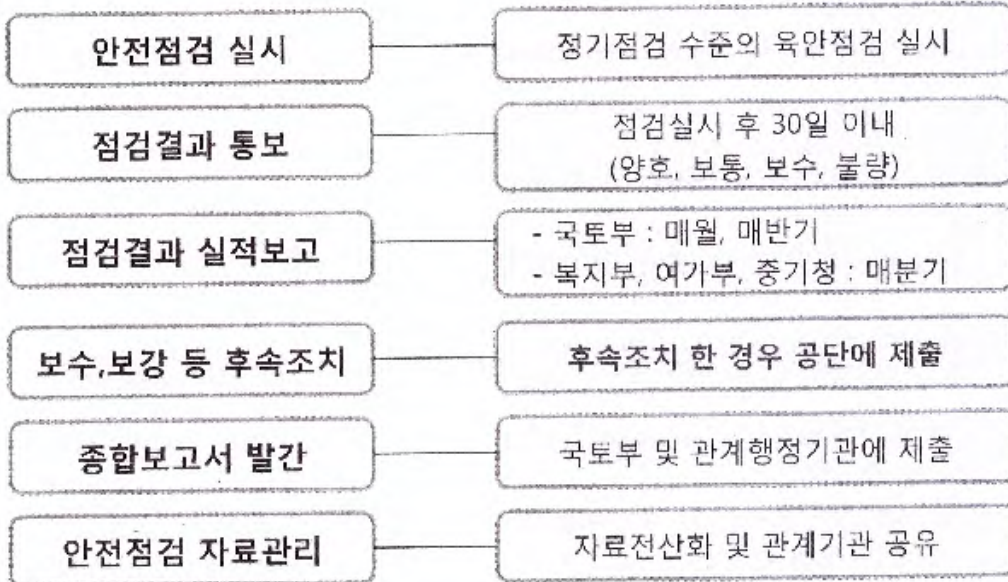 안전점검 실시
정기점검 수준의 육안점검 실시
점검결과 통보
점검실시 후 30일 이내
(양호, 보통, 보수, 불량)
점검결과 실적보고
- 국토부 : 매월, 매반기
- 복지부, 여가부, 중기청 : 매분기
보수,보강 등 후속조치
후속조치 한 경우 공단에 제출
종합보고서 발간
국토부 및 관계행정기관에 제출
안전점검 자료관리
자료전산화 및 관계기관 공유